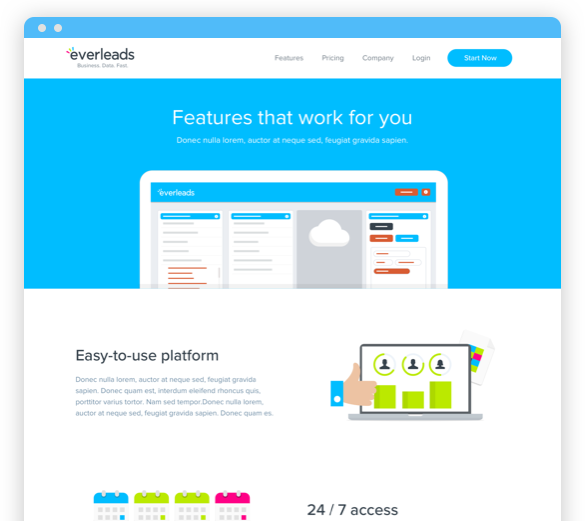 everleads
Business. Data. Fast.
Features
Pricing
Company
Login
Start Now
Features that work for you
Donec nulla lorem, auctor at neque sed, feugiat gravida sapien.
everleads
Easy-to-use platform
Donec nulla lorem, auctor at neque sed, feugiat gravida
sapien. Donec quam est, interdum eleifend rhoncus quis,
porttitor varius tortor. Nam sed tempor.Donec nulla lorem,
auctor at neque sed, feugiat gravida sapien. Donec quam es.
24 / 7 access